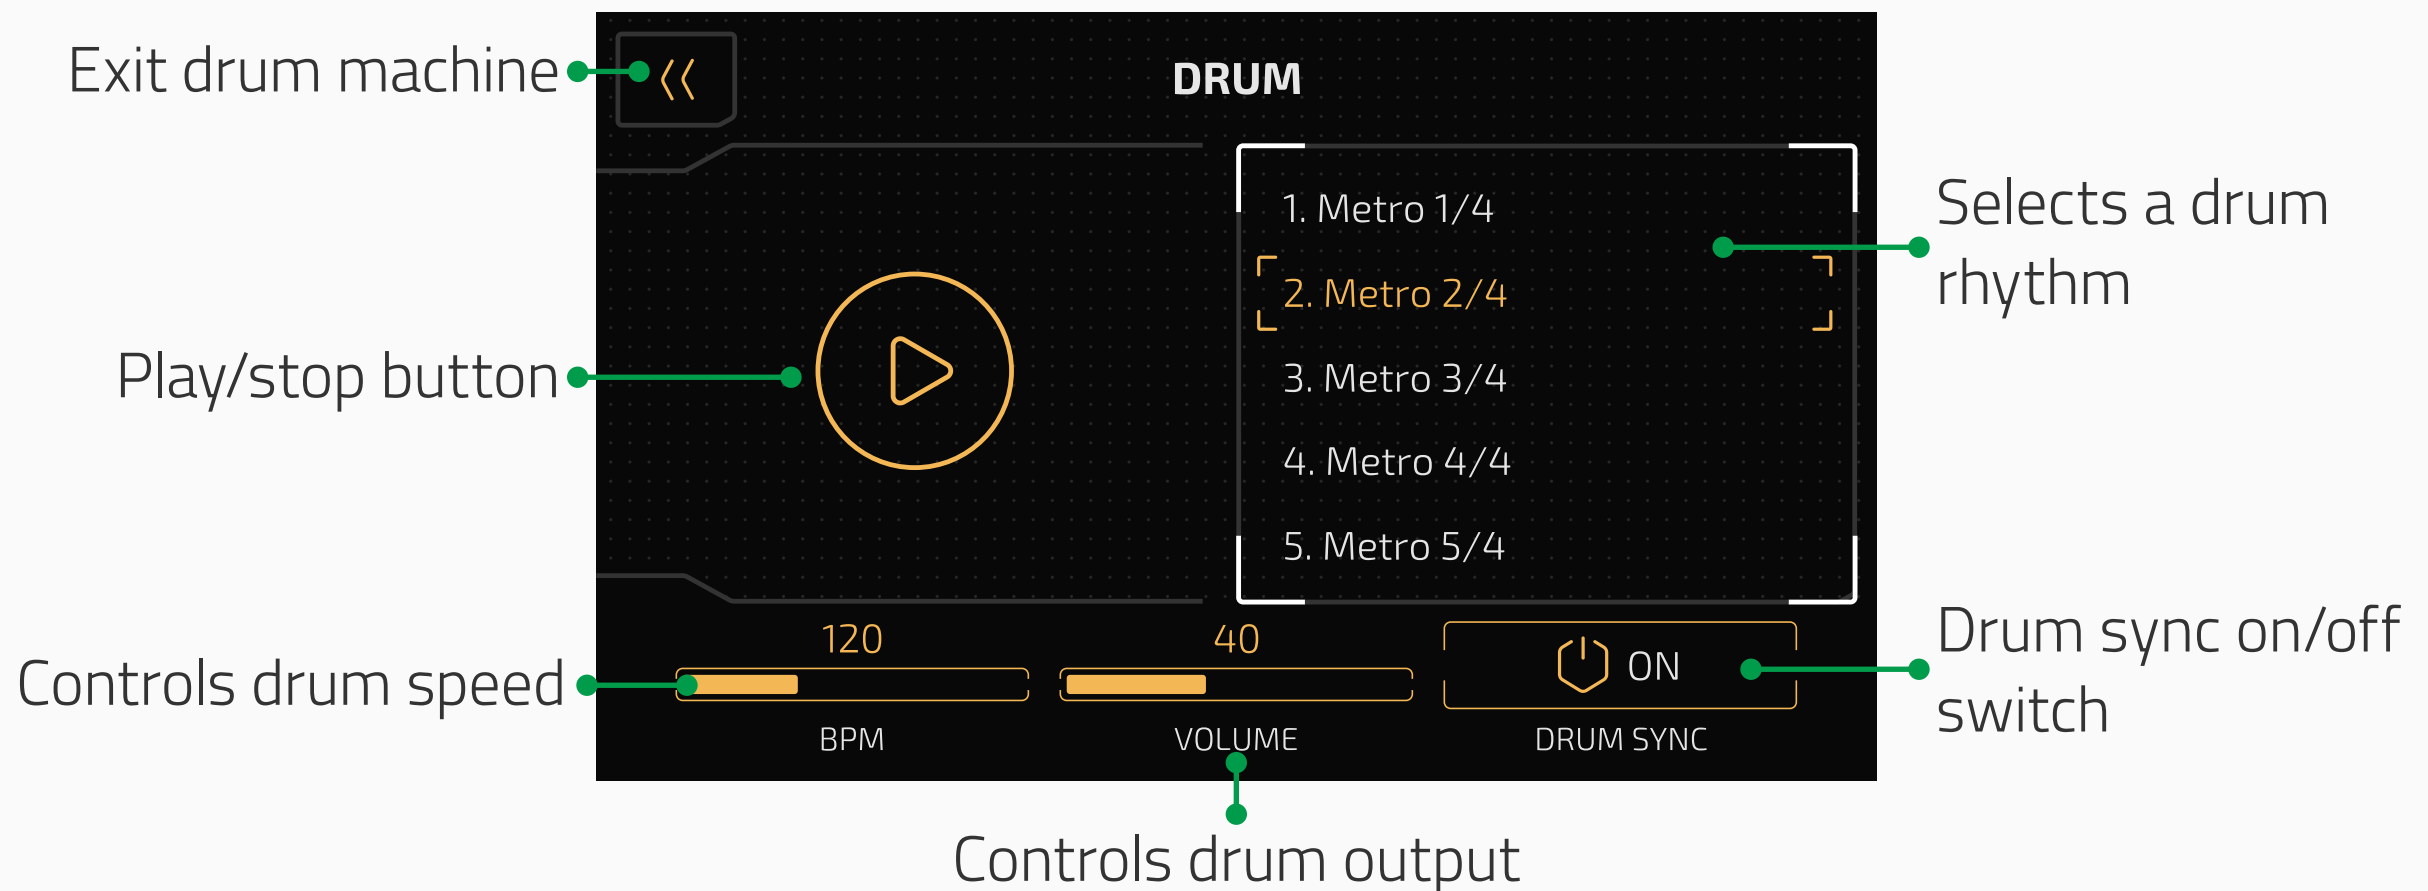 Exit drum machine
DRUM
1. Metro 1/4
Selects a drum
rhythm
2. Metro 2/4
Play/stop button
3. Metro 3/4
4. Metro 4/4
5. Metro 5/4
Controls drum speed
120
40
ON
Drum sync on/off
switch
BPM
VOLUME
DRUM SYNC
Controls drum output